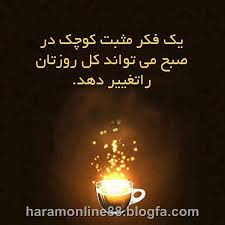 یک فکر مثبت کوچک در
صبح می تواند کل روزتان
راتغییر دهد.
haramonline88.blogfa.com